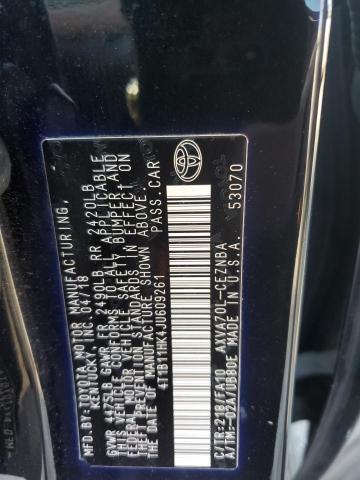 MFD.BY:TOYOTA MOTOR MANUFACTURING,
KENTUCKY, INC. 04/18
GVWR 4475LB GAWR FR 2490LB RR 2420LB
THIS VEHICLE CONFORMS TO ALL APPLICABLE
FEDERAL MOTOR VEHICLE SAFETY AND
THEFT PREVENTION STANDARDS IN EFFECT ON
THE DATE OF MANUFACTURE SHOWN ABOVE.
4T1B11HK4JU609261 PASS.CAR
C/TR:218/FA10 AXVA70L-CEZNBA
A/TM:-02A/UB80E MADE IN U.S.A.
53070